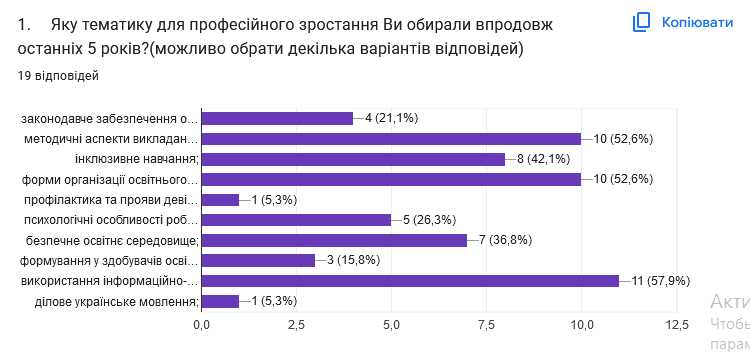 1. Яку тематику для професійного зростання Ви обирали впродовж
останніх 5 років?(можливо обрати декілька варіантів відповідей)
Копіювати
19 відповідей
законодавче забезпечення о… 4 (21,1%)
методичні аспекти викладан… 10 (52,6%)
інклюзивне навчання; 8 (42,1%)
форми організації освітнього… 10 (52,6%)
профілактика та прояви деві… 1 (5,3%)
психологічні особливості роб… 5 (26,3%)
безпечне освітнє середовище; 7 (36,8%)
формування у здобувачів осві… 3 (15,8%)
використання інформаційно-… 11 (57,9%)
ділове українське мовлення; 1 (5,3%)
0,0 2,5 5,0 7,5 10,0 12,5
Акти
Чтобь
парам